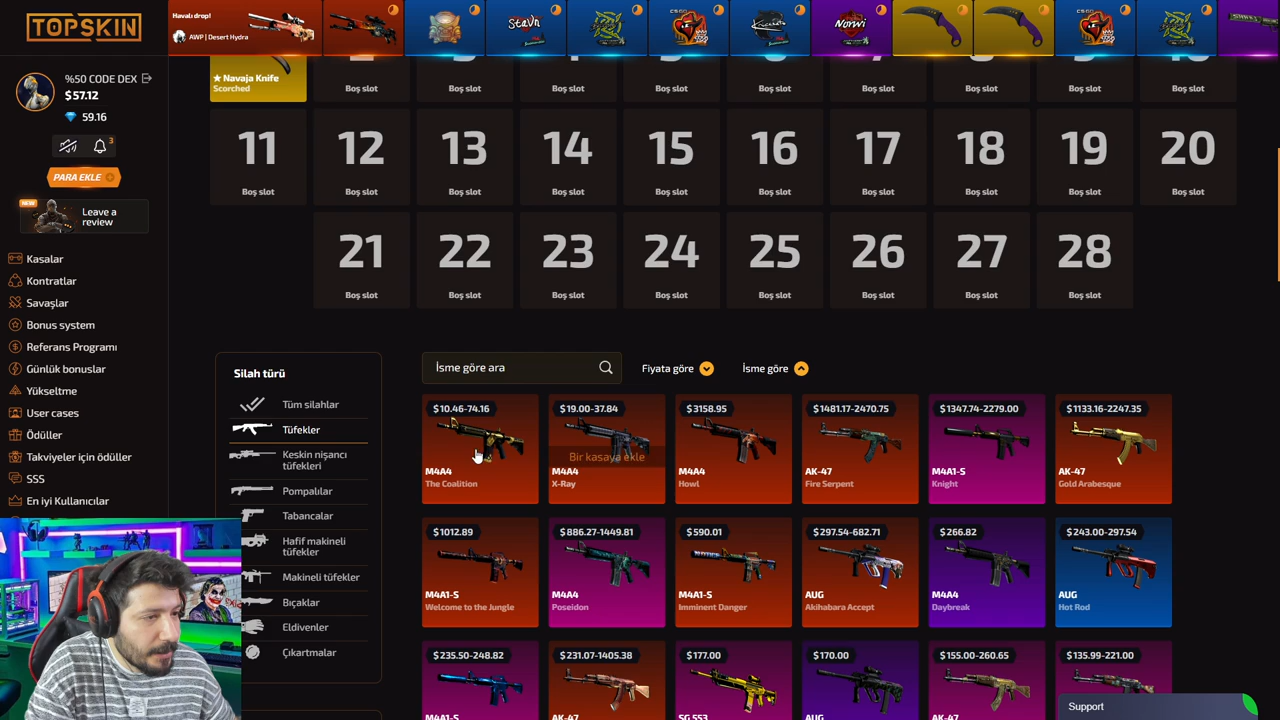 TOPSKIN
Havalı drop!
AWP | Desert Hydra
StaVn
Norwi
%50 CODE DEX
$57.12
59.16
3
PARA EKLE
NEW
Leave a
review
Kasalar
Kontratlar
Savaşlar
Bonus system
Referans Programı
Günlük bonuslar
Yükseltme
User cases
Ödüller
Takviyeler için ödüller
SSS
En iyi Kullanıcılar
★ Navaja Knife
Scorched
Boş slot
Boş slot
Boş slot
Boş slot
Boş slot
Boş slot
Boş slot
Boş slot
Boş slot
11
12
13
14
15
16
17
18
19
20
Boş slot
Boş slot
Boş slot
Boş slot
Boş slot
Boş slot
Boş slot
Boş slot
Boş slot
Boş slot
21
22
23
24
25
26
27
28
Boş slot
Boş slot
Boş slot
Boş slot
Boş slot
Boş slot
Boş slot
Boş slot
Silah türü
Tüm silahlar
Tüfekler
Keskin nişancı
tüfekleri
Pompalılar
Tabancalar
Hafif makineli
tüfekleri
Makineli tüfekler
Bıçaklar
Eldivenler
Çıkartmalar
İsme göre ara
Fiyata göre
İsme göre
$10.46-74.16
M4A4
The Coalition
$19.00-37.84
Bir kasaya ekle
M4A4
X-Ray
$3158.95
M4A4
Howl
$1481.17-2470.75
AK-47
Fire Serpent
$1347.74-2279.00
M4A1-S
Knight
$1133.16-2247.35
AK-47
Gold Arabesque
$1012.89
M4A1-S
Welcome to the Jungle
$886.27-1449.81
M4A4
Poseidon
$590.01
M4A1-S
Imminent Danger
$297.54-682.71
AUG
Akihabara Accept
$266.82
M4A4
Daybreak
$243.00-297.54
AUG
Hot Rod
$235.50-248.82
M4A1-S
$231.07-1405.38
AK-47
$177.00
SG 553
$170.00
AUG
$155.00-260.65
$135.99-221.00
Support